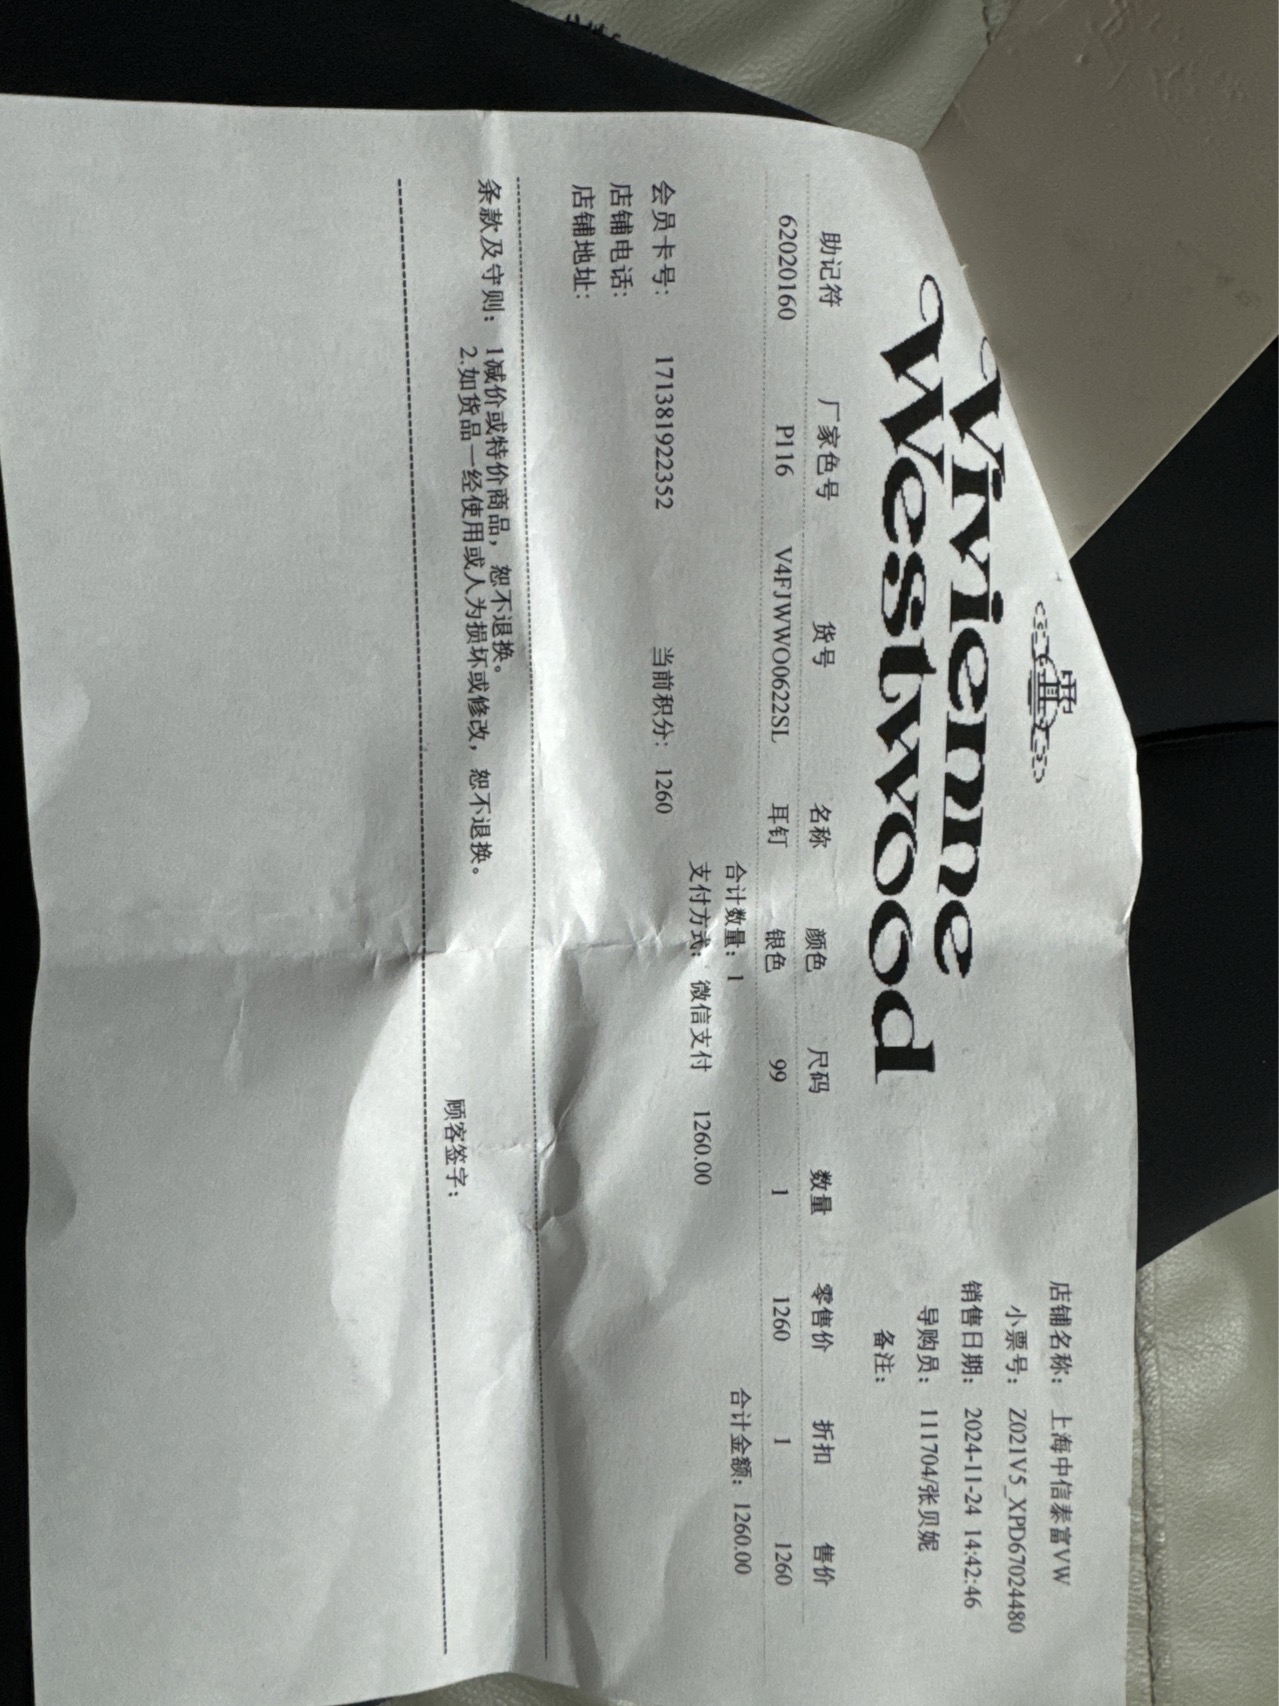 Vivienne
Westwood
店铺名称： 上海中信泰富VW
小票号： Z021V5_XPD67024480
销售日期： 2024-11-24 14:42:46
导购员： 111704/张贝妮
备注：
助记符 厂家色号 货号 名称 颜色 尺码 数量 零售价 折扣 售价
62020160 P116 V4FJWWO0622SL 耳钉 银色 99 1 1260 1 1260
合计数量： 1 合计金额： 1260.00
支付方式： 微信支付 1260.00
会员卡号： 17138192352 当前积分： 1260
店铺电话：
店铺地址：
条款及守则： 1减价或特价商品，恕不退换。
2.如货品一经使用或人为损坏或修改，恕不退换。
顾客签字：